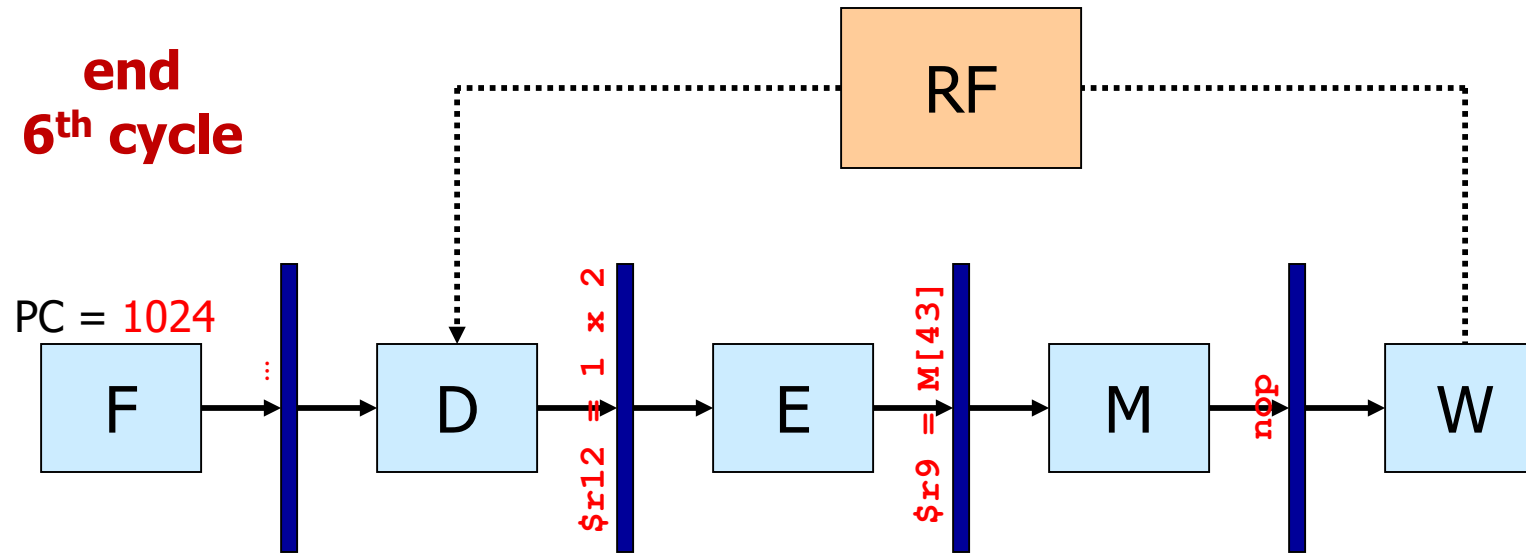 end
6th cycle
RF
PC = 1024
F
...
D
$r12 = 1 x 2
E
$r9 = M[43]
M
nop
W